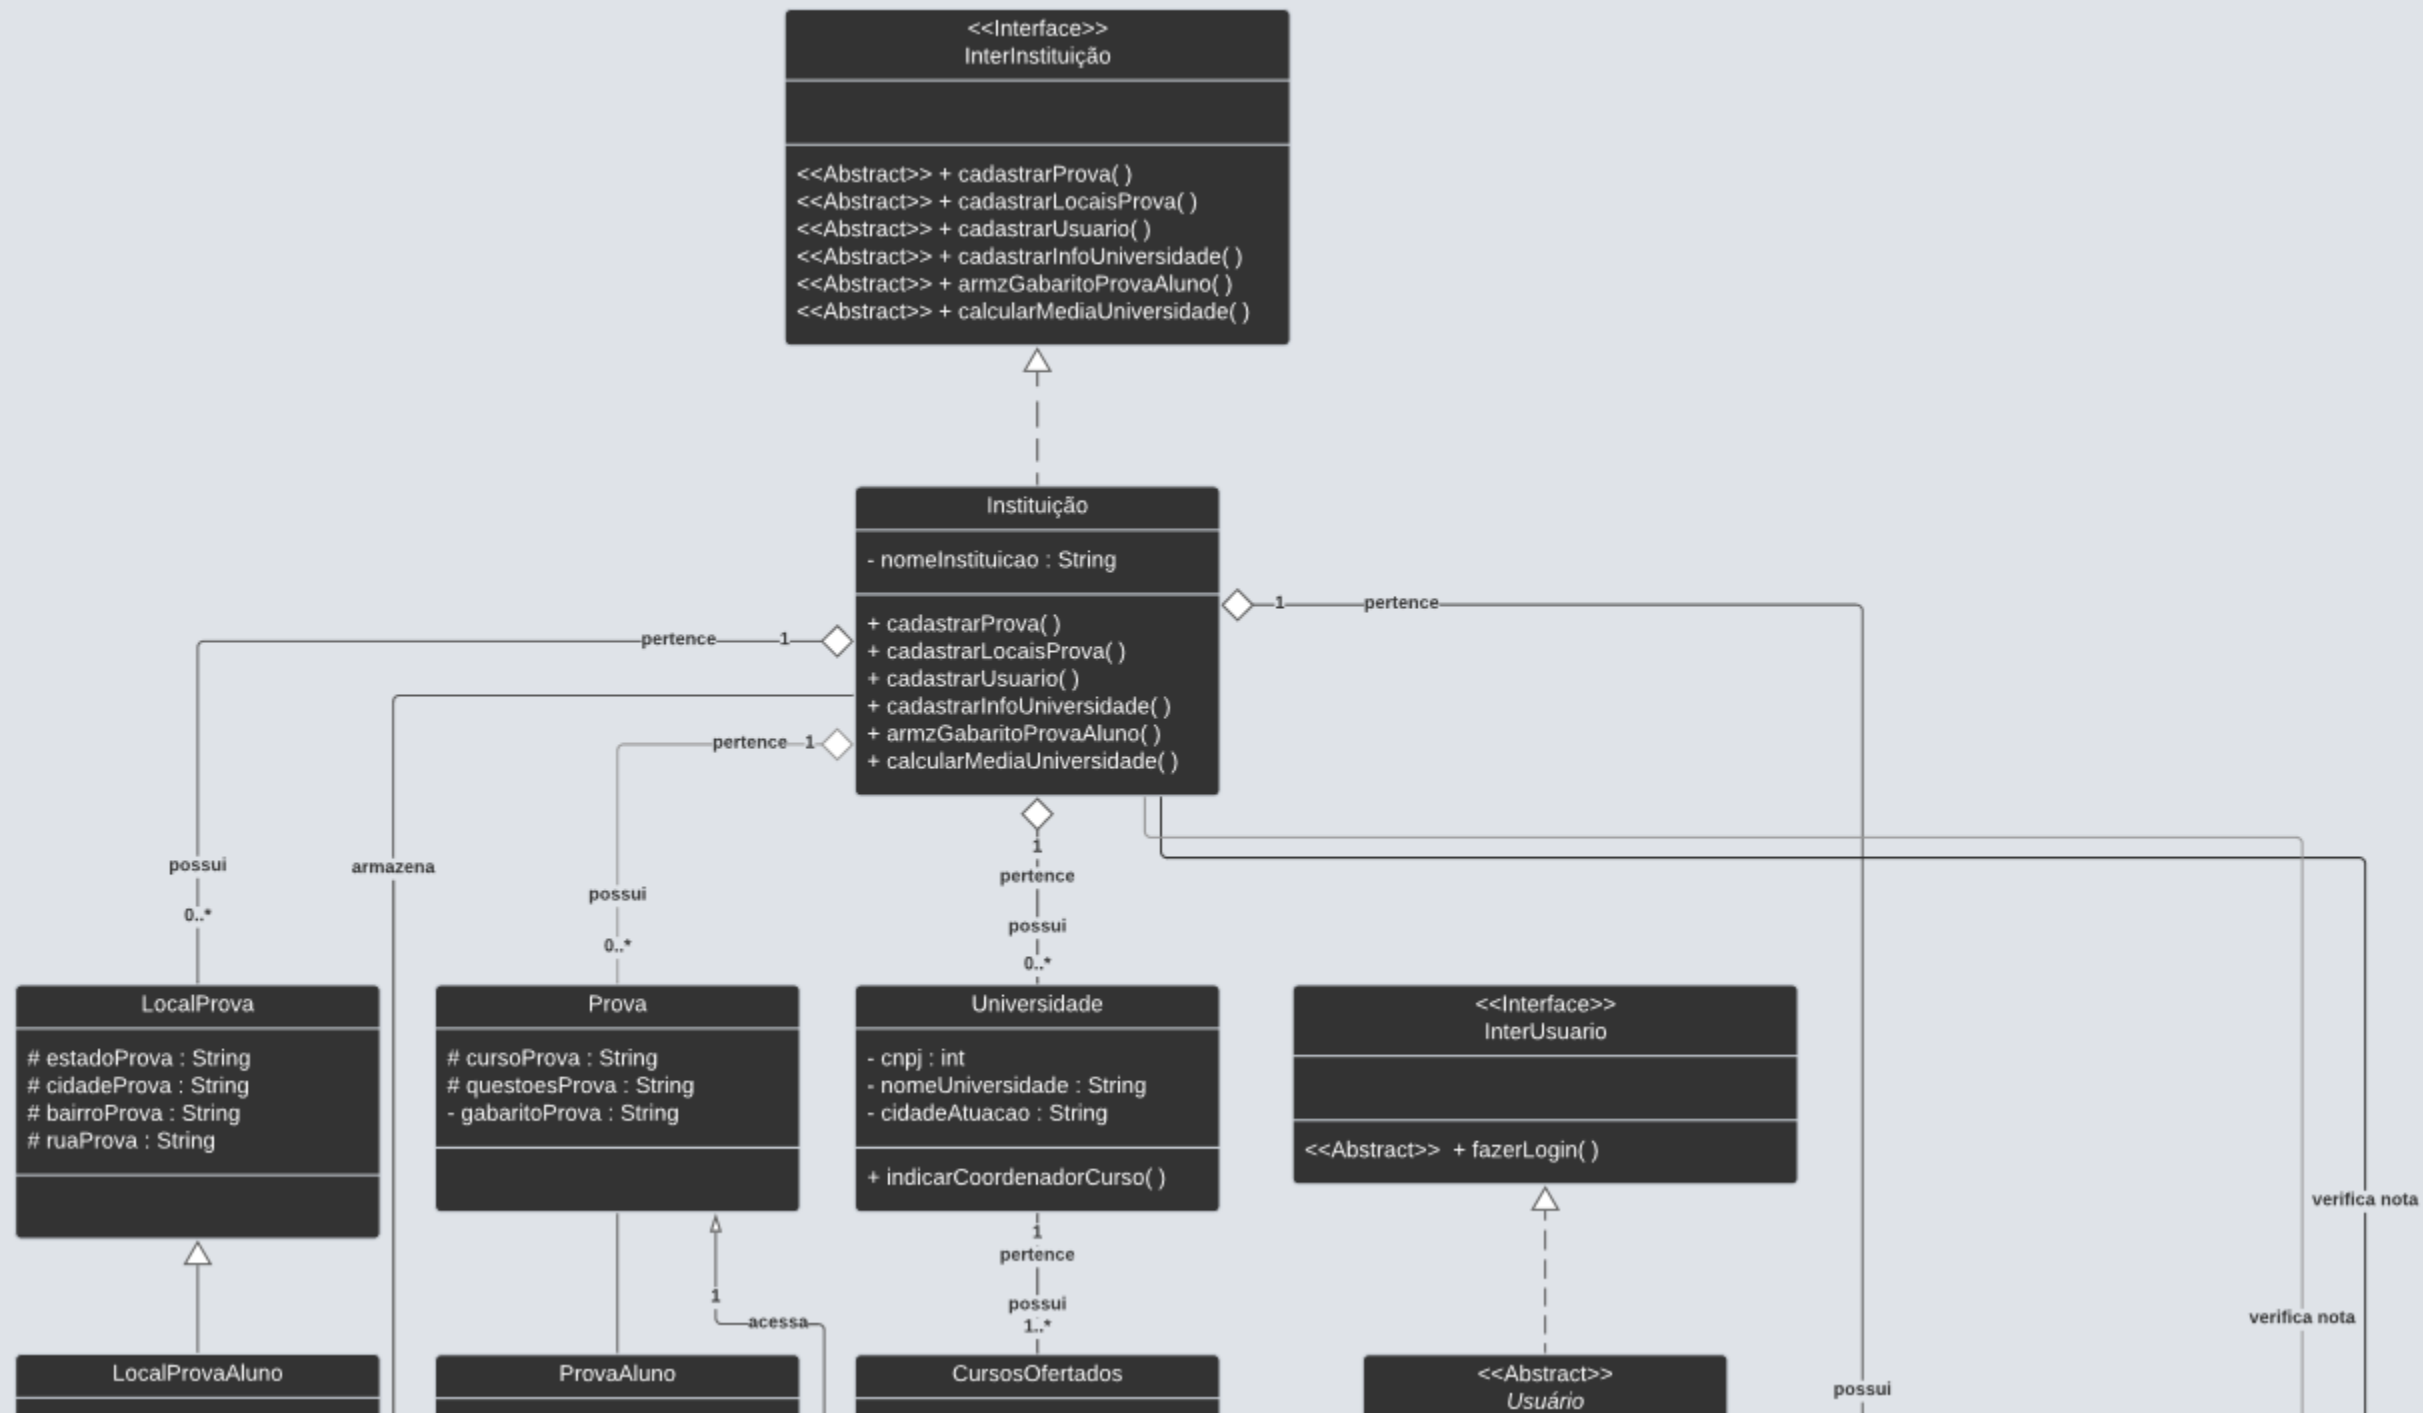 <<Interface>>
InterInstituição
<<Abstract>> + cadastrarProva( )
<<Abstract>> + cadastrarLocaisProva( )
<<Abstract>> + cadastrarUsuario( )
<<Abstract>> + cadastrarInfoUniversidade( )
<<Abstract>> + armzGabaritoProvaAluno( )
<<Abstract>> + calcularMediaUniversidade( )
Instituição
- nomeInstituicao : String
+ cadastrarProva( )
+ cadastrarLocaisProva( )
+ cadastrarUsuario( )
+ cadastrarInfoUniversidade( )
+ armzGabaritoProvaAluno( )
+ calcularMediaUniversidade( )
1
pertence
pertence
1
pertence
1
possui
0..*
armazena
possui
0..*
1
pertence
possui
0..*
LocalProva
# estadoProva : String
# cidadeProva : String
# bairroProva : String
# ruaProva : String
Prova
# cursoProva : String
# questoesProva : String
- gabaritoProva : String
Universidade
- cnpj : int
- nomeUniversidade : String
- cidadeAtuacao : String
+ indicarCoordenadorCurso( )
<<Interface>>
InterUsuario
<<Abstract>> + fazerLogin( )
verifica nota
verifica nota
1
acessa
1
pertence
possui
1..*
LocalProvaAluno
ProvaAluno
CursosOfertados
<<Abstract>>
Usuário
possui